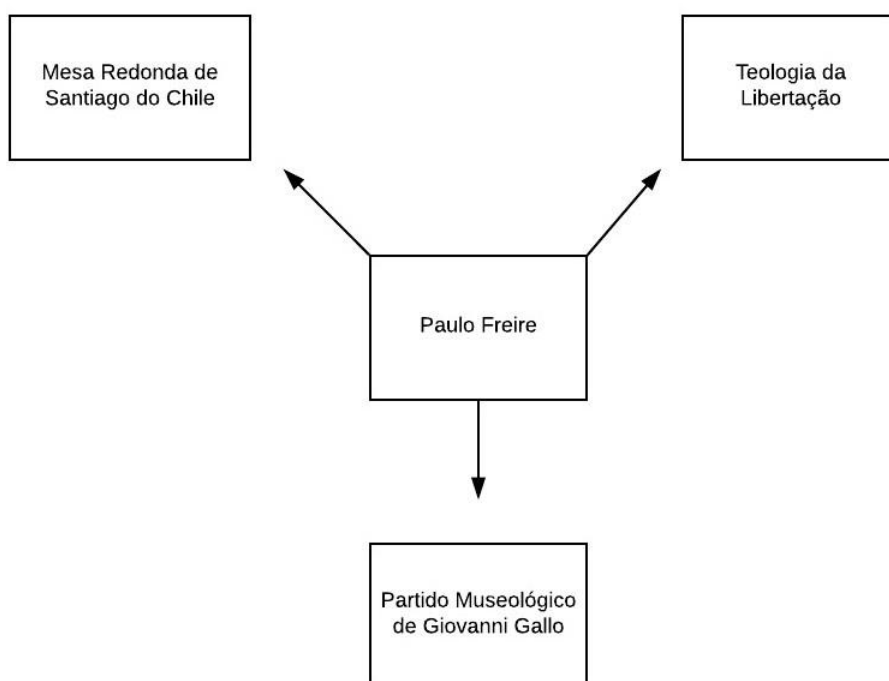 Mesa Redonda de
Santiago do Chile
Teologia da
Libertação
Paulo Freire
Partido Museológico
de Giovanni Gallo